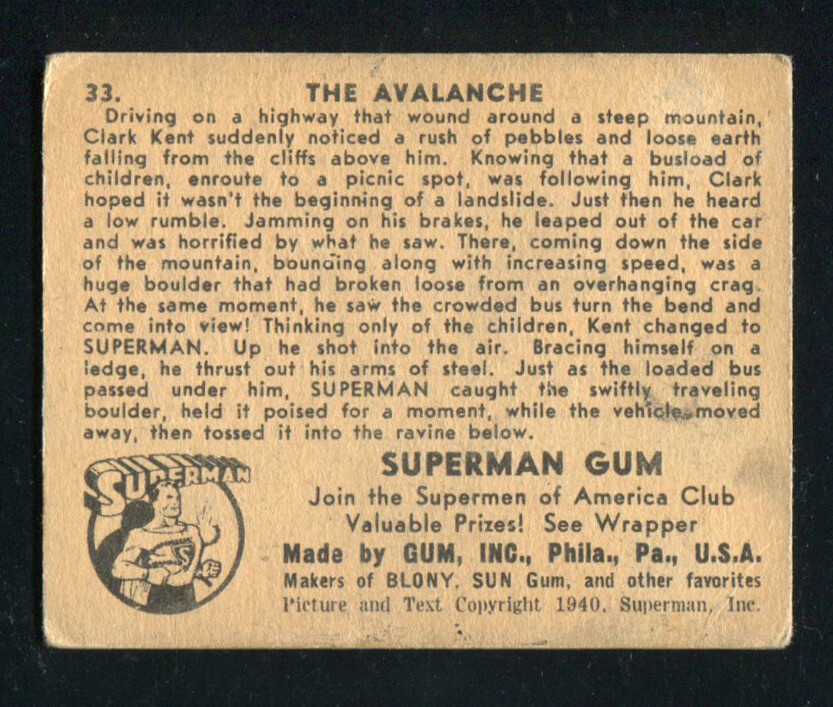 33. THE AVALANCHE
Driving on a highway that wound around a steep mountain,
Clark Kent suddenly noticed a rush of pebbles and loose earth
falling from the cliffs above him. Knowing that a busload of
children, enroute to a picnic spot, was following him, Clark
hoped it wasn't the beginning of a landslide. Just then he heard
a low rumble. Jamming on his brakes, he leaped out of the car
and was horrified by what he saw. There, coming down the side
of the mountain, bounding along with increasing speed, was a
huge boulder that had broken loose from an overhanging crag.
At the same moment, he saw the crowded bus turn the bend and
come into view! Thinking only of the children, Kent changed to
SUPERMAN. Up he shot into the air. Bracing himself on a
ledge, he thrust out his arms of steel. Just as the loaded bus
passed under him, SUPERMAN caught the swiftly traveling
boulder, held it poised for a moment, while the vehicle moved
away, then tossed it into the ravine below.
SUPERMAN
S
SUPERMAN GUM
Join the Supermen of America Club
Valuable Prizes! See Wrapper
Made by GUM, INC., Phila., Pa., U.S.A.
Makers of BLONY, SUN Gum, and other favorites
Picture and Text Copyright 1940, Superman, Inc.